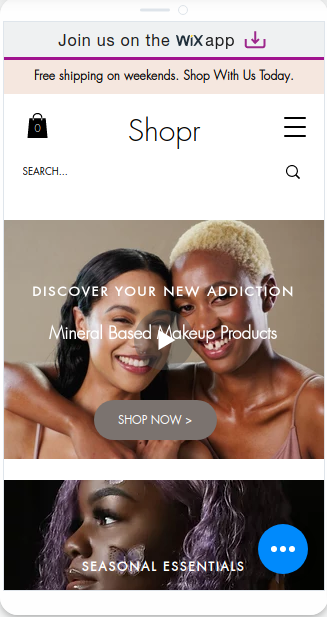 Join us on the WiX app
Free shipping on weekends. Shop With Us Today.
0
Shopr
SEARCH...
DISCOVER YOUR NEW ADDICTION
Mineral Based Makeup Products
SHOP NOW >
SEASONAL ESSENTIALS